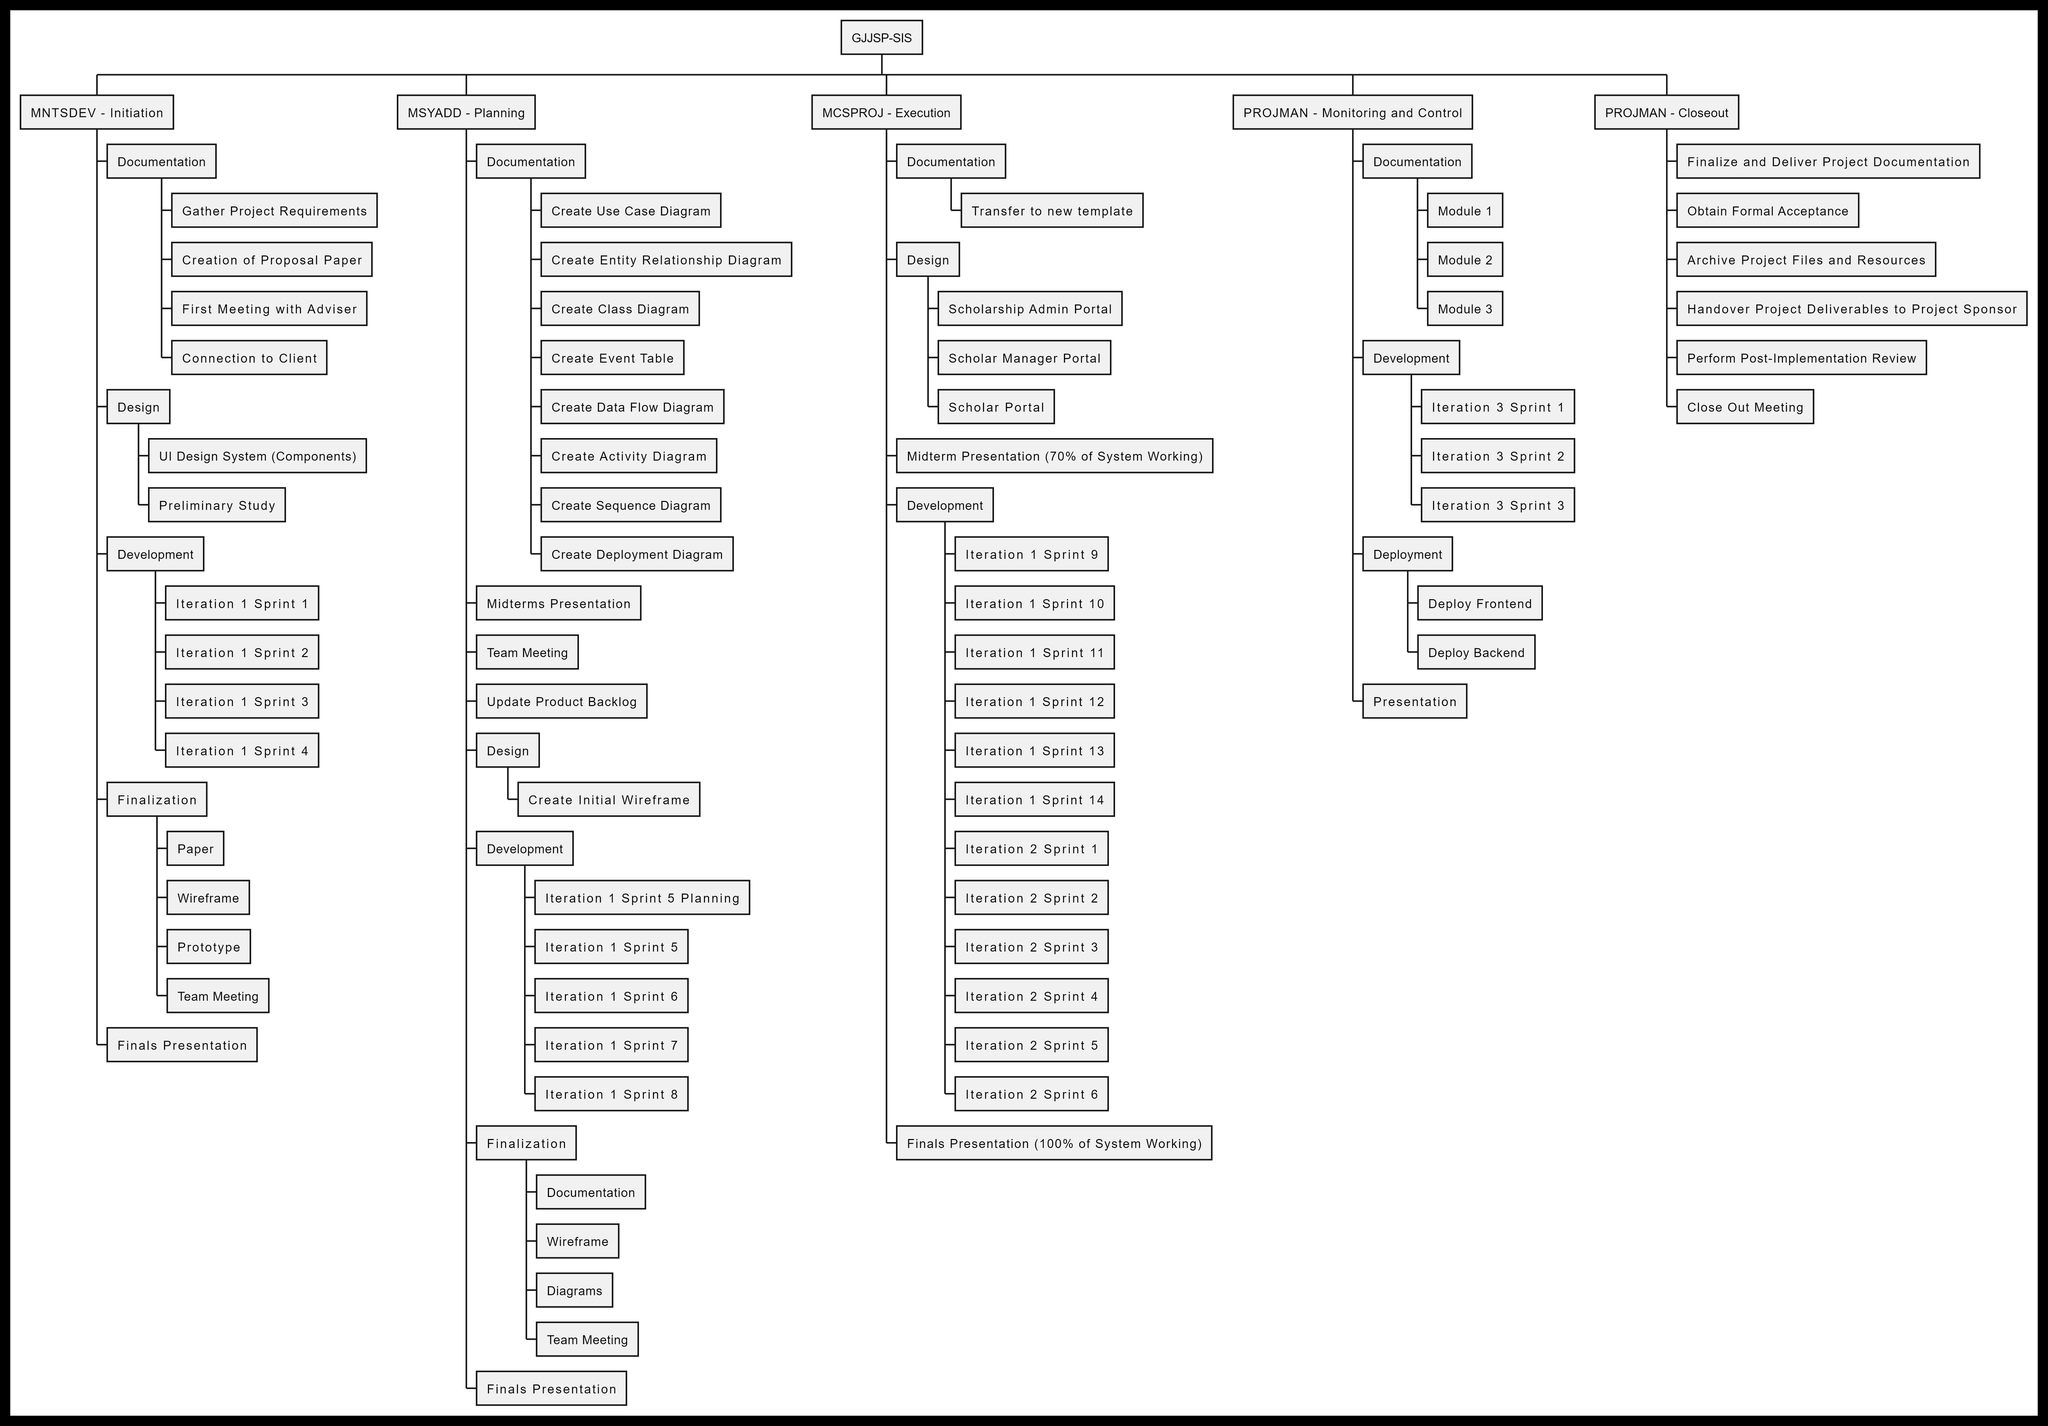 GJJSP-SIS
MNTSDEV - Initiation
Documentation
Gather Project Requirements
Creation of Proposal Paper
First Meeting with Adviser
Connection to Client
Design
UI Design System (Components)
Preliminary Study
Development
Iteration 1 Sprint 1
Iteration 1 Sprint 2
Iteration 1 Sprint 3
Iteration 1 Sprint 4
Finalization
Paper
Wireframe
Prototype
Team Meeting
Finals Presentation
MSYADD - Planning
Documentation
Create Use Case Diagram
Create Entity Relationship Diagram
Create Class Diagram
Create Event Table
Create Data Flow Diagram
Create Activity Diagram
Create Sequence Diagram
Create Deployment Diagram
Midterms Presentation
Team Meeting
Update Product Backlog
Design
Create Initial Wireframe
Development
Iteration 1 Sprint 5 Planning
Iteration 1 Sprint 5
Iteration 1 Sprint 6
Iteration 1 Sprint 7
Iteration 1 Sprint 8
Finalization
Documentation
Wireframe
Diagrams
Team Meeting
Finals Presentation
MCSPROJ - Execution
Documentation
Transfer to new template
Design
Scholarship Admin Portal
Scholar Manager Portal
Scholar Portal
Midterm Presentation (70% of System Working)
Development
Iteration 1 Sprint 9
Iteration 1 Sprint 10
Iteration 1 Sprint 11
Iteration 1 Sprint 12
Iteration 1 Sprint 13
Iteration 1 Sprint 14
Iteration 2 Sprint 1
Iteration 2 Sprint 2
Iteration 2 Sprint 3
Iteration 2 Sprint 4
Iteration 2 Sprint 5
Iteration 2 Sprint 6
Finals Presentation (100% of System Working)
PROJMAN - Monitoring and Control
Documentation
Module 1
Module 2
Module 3
Development
Iteration 3 Sprint 1
Iteration 3 Sprint 2
Iteration 3 Sprint 3
Deployment
Deploy Frontend
Deploy Backend
Presentation
PROJMAN - Closeout
Finalize and Deliver Project Documentation
Obtain Formal Acceptance
Archive Project Files and Resources
Handover Project Deliverables to Project Sponsor
Perform Post-Implementation Review
Close Out Meeting